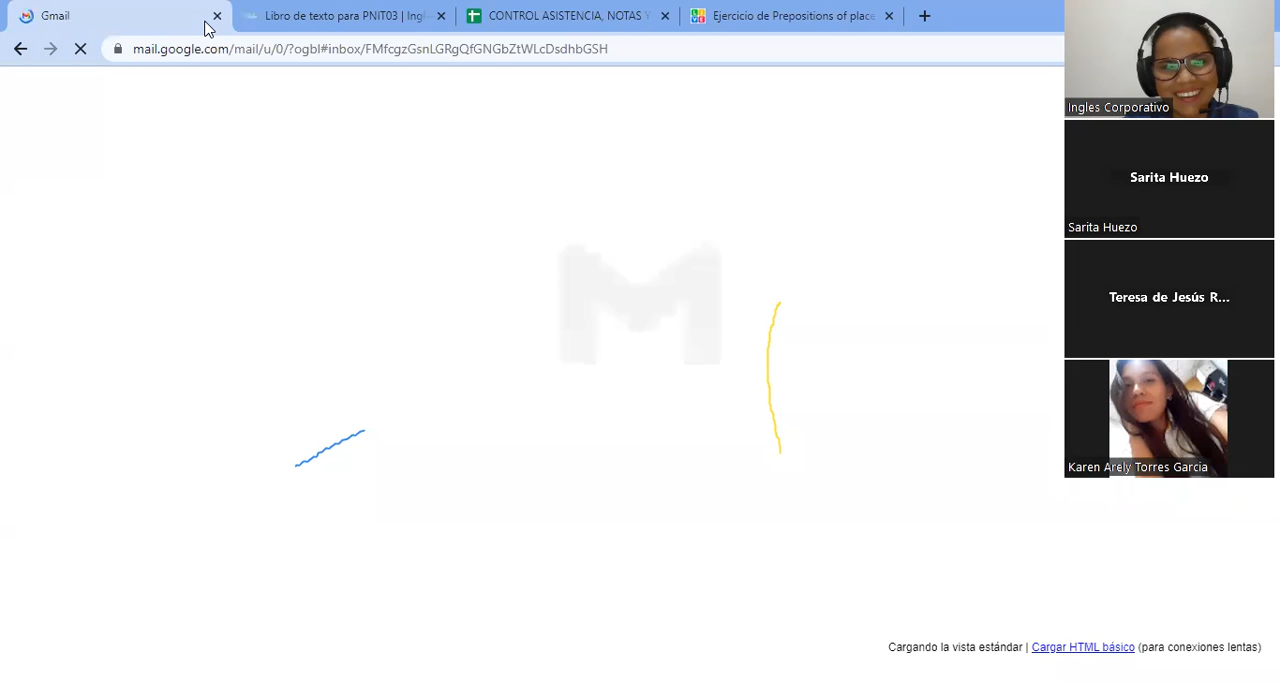 Gmail
Libro de texto para PNIT03 | Ing
CONTROL ASISTENCIA, NOTAS Y
Ejercicio de Prepositions of place
mail.google.com/mail/u/0/?ogbl#inbox/FMfcgzGsnLGRgQfGNGbZtWLcDsdhbGSH
Ingles Corporativo
Sarita Huezo
Sarita Huezo
Teresa de Jesús R...
Karen Arely Torres Garcia
Cargando la vista estándar | Cargar HTML básico (para conexiones lentas)